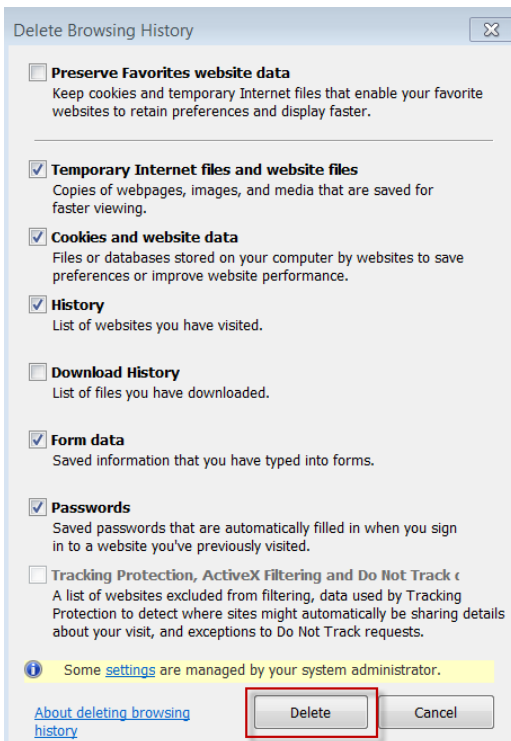 Delete Browsing History
Preserve Favorites website data
Keep cookies and temporary Internet files that enable your favorite
websites to retain preferences and display faster.
Temporary Internet files and website files
Copies of webpages, images, and media that are saved for
faster viewing.
Cookies and website data
Files or databases stored on your computer by websites to save
preferences or improve website performance.
History
List of websites you have visited.
Download History
List of files you have downloaded.
Form data
Saved information that you have typed into forms.
Passwords
Saved passwords that are automatically filled in when you sign
in to a website you've previously visited.
Tracking Protection, ActiveX Filtering and Do Not Track
A list of websites excluded from filtering, data used by Tracking
Protection to detect where sites might automatically be sharing details
about your visit, and exceptions to Do Not Track requests.
Some settings are managed by your system administrator.
About deleting browsing
history
Delete
Cancel